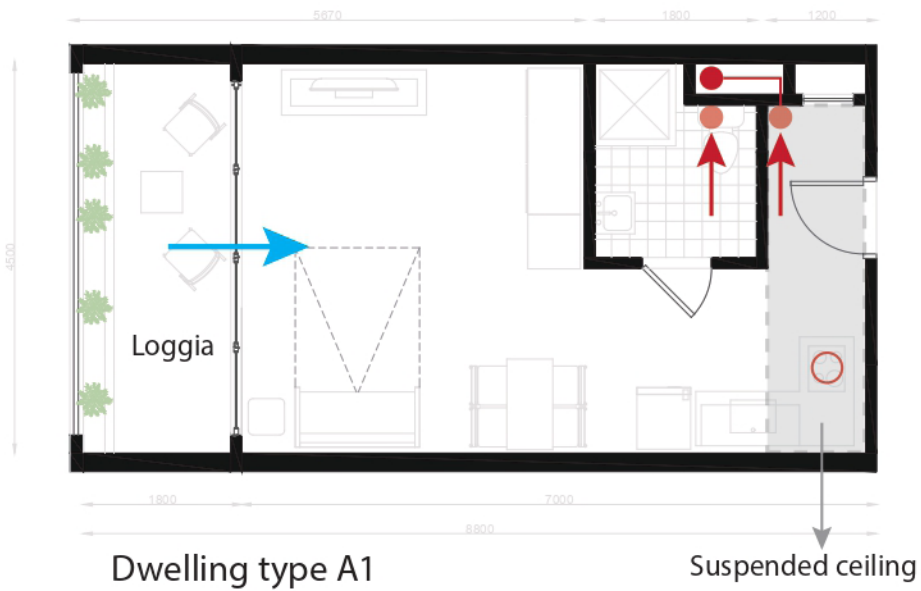 5670 1800 1200
4500
Loggia
1800 7000
8800
Dwelling type A1
Suspended ceiling